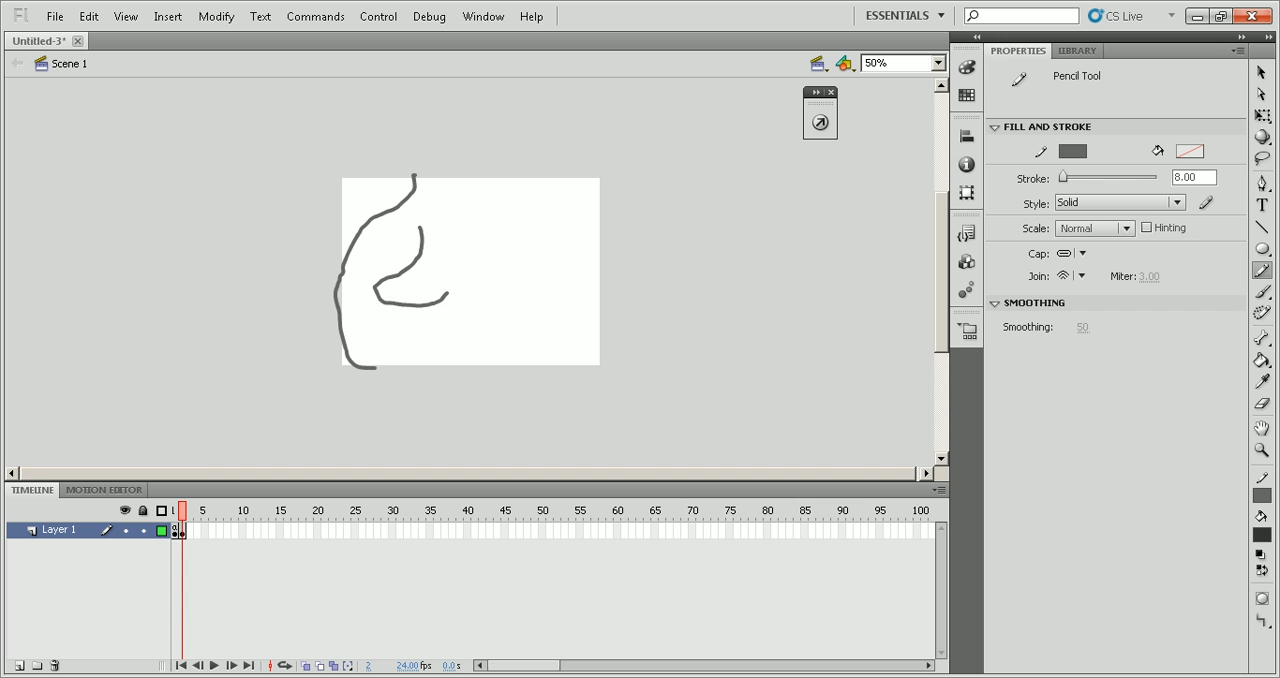 Fl File Edit View Insert Modify Text Commands Control Debug Window Help ESSENTIALS CS Live
Untitled-3*
Scene 1 50%
PROPERTIES LIBRARY
Pencil Tool
FILL AND STROKE
Stroke: 8.00
Style: Solid
Scale: Normal Hinting
Cap:
Join: Miter: 3.00
SMOOTHING
Smoothing: 50
TIMELINE MOTION EDITOR
1 5 10 15 20 25 30 35 40 45 50 55 60 65 70 75 80 85 90 95 100
Layer 1 a
2 24.00 fps 0.0 s